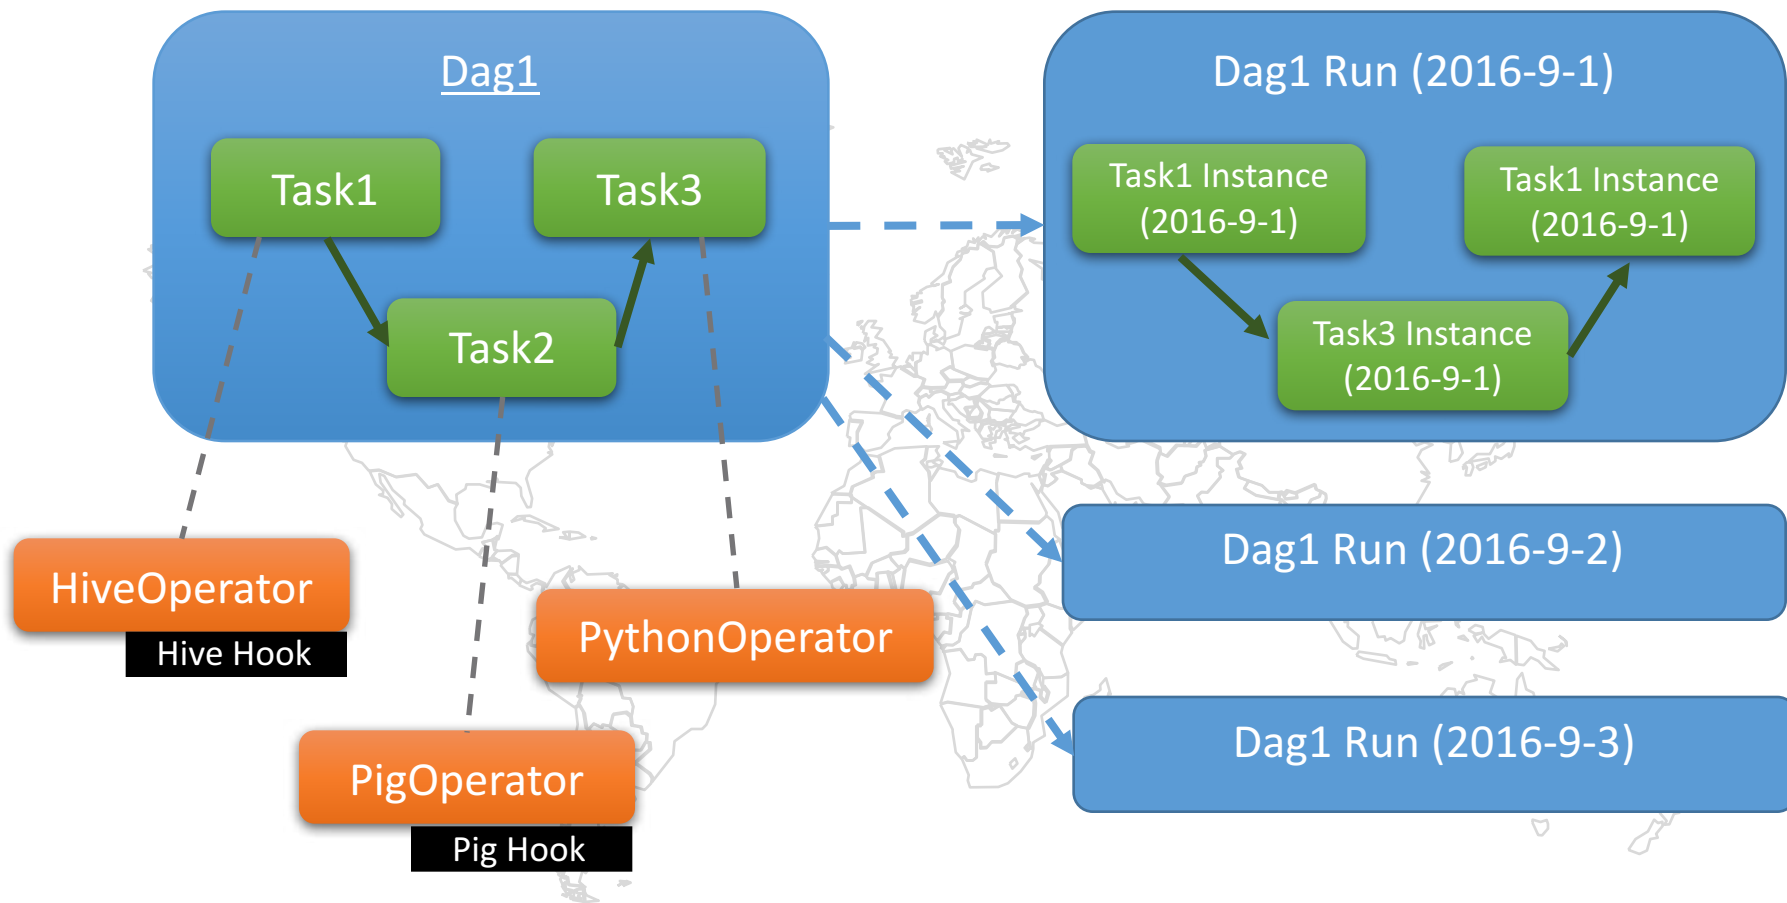 Dag1
Task1
Task3
Task2
HiveOperator
Hive Hook
PythonOperator
PigOperator
Pig Hook
Dag1 Run (2016-9-1)
Task1 Instance
(2016-9-1)
Task1 Instance
(2016-9-1)
Task3 Instance
(2016-9-1)
Dag1 Run (2016-9-2)
Dag1 Run (2016-9-3)